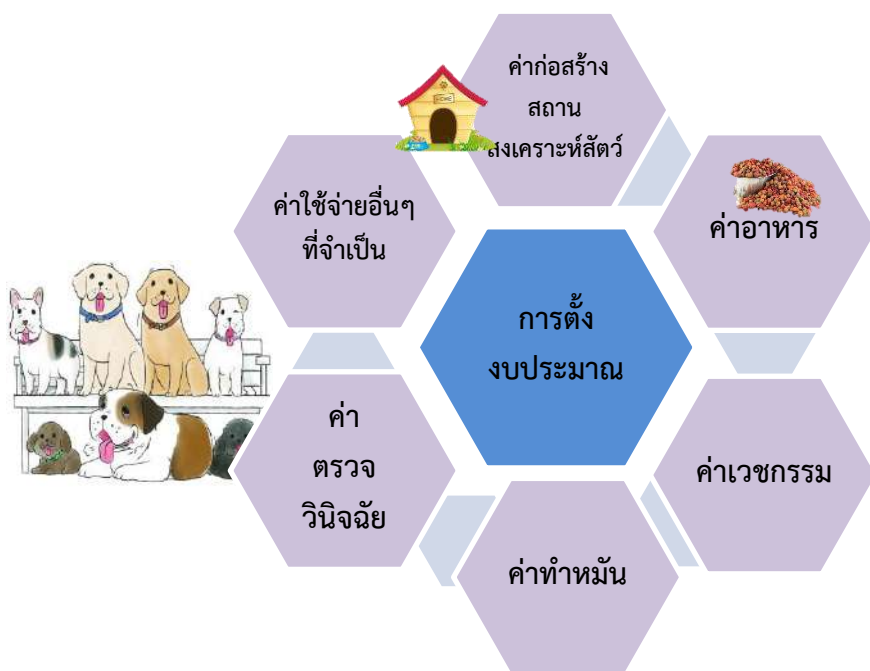 ค่าก่อสร้าง
สถาน
สงเคราะห์สัตว์
HOME
ค่าอาหาร
ค่าใช้จ่ายอื่นๆ
ที่จำเป็น
การตั้ง
งบประมาณ
ค่า
ตรวจ
วินิจฉัย
ค่าเวชกรรม
ค่าทำหมัน